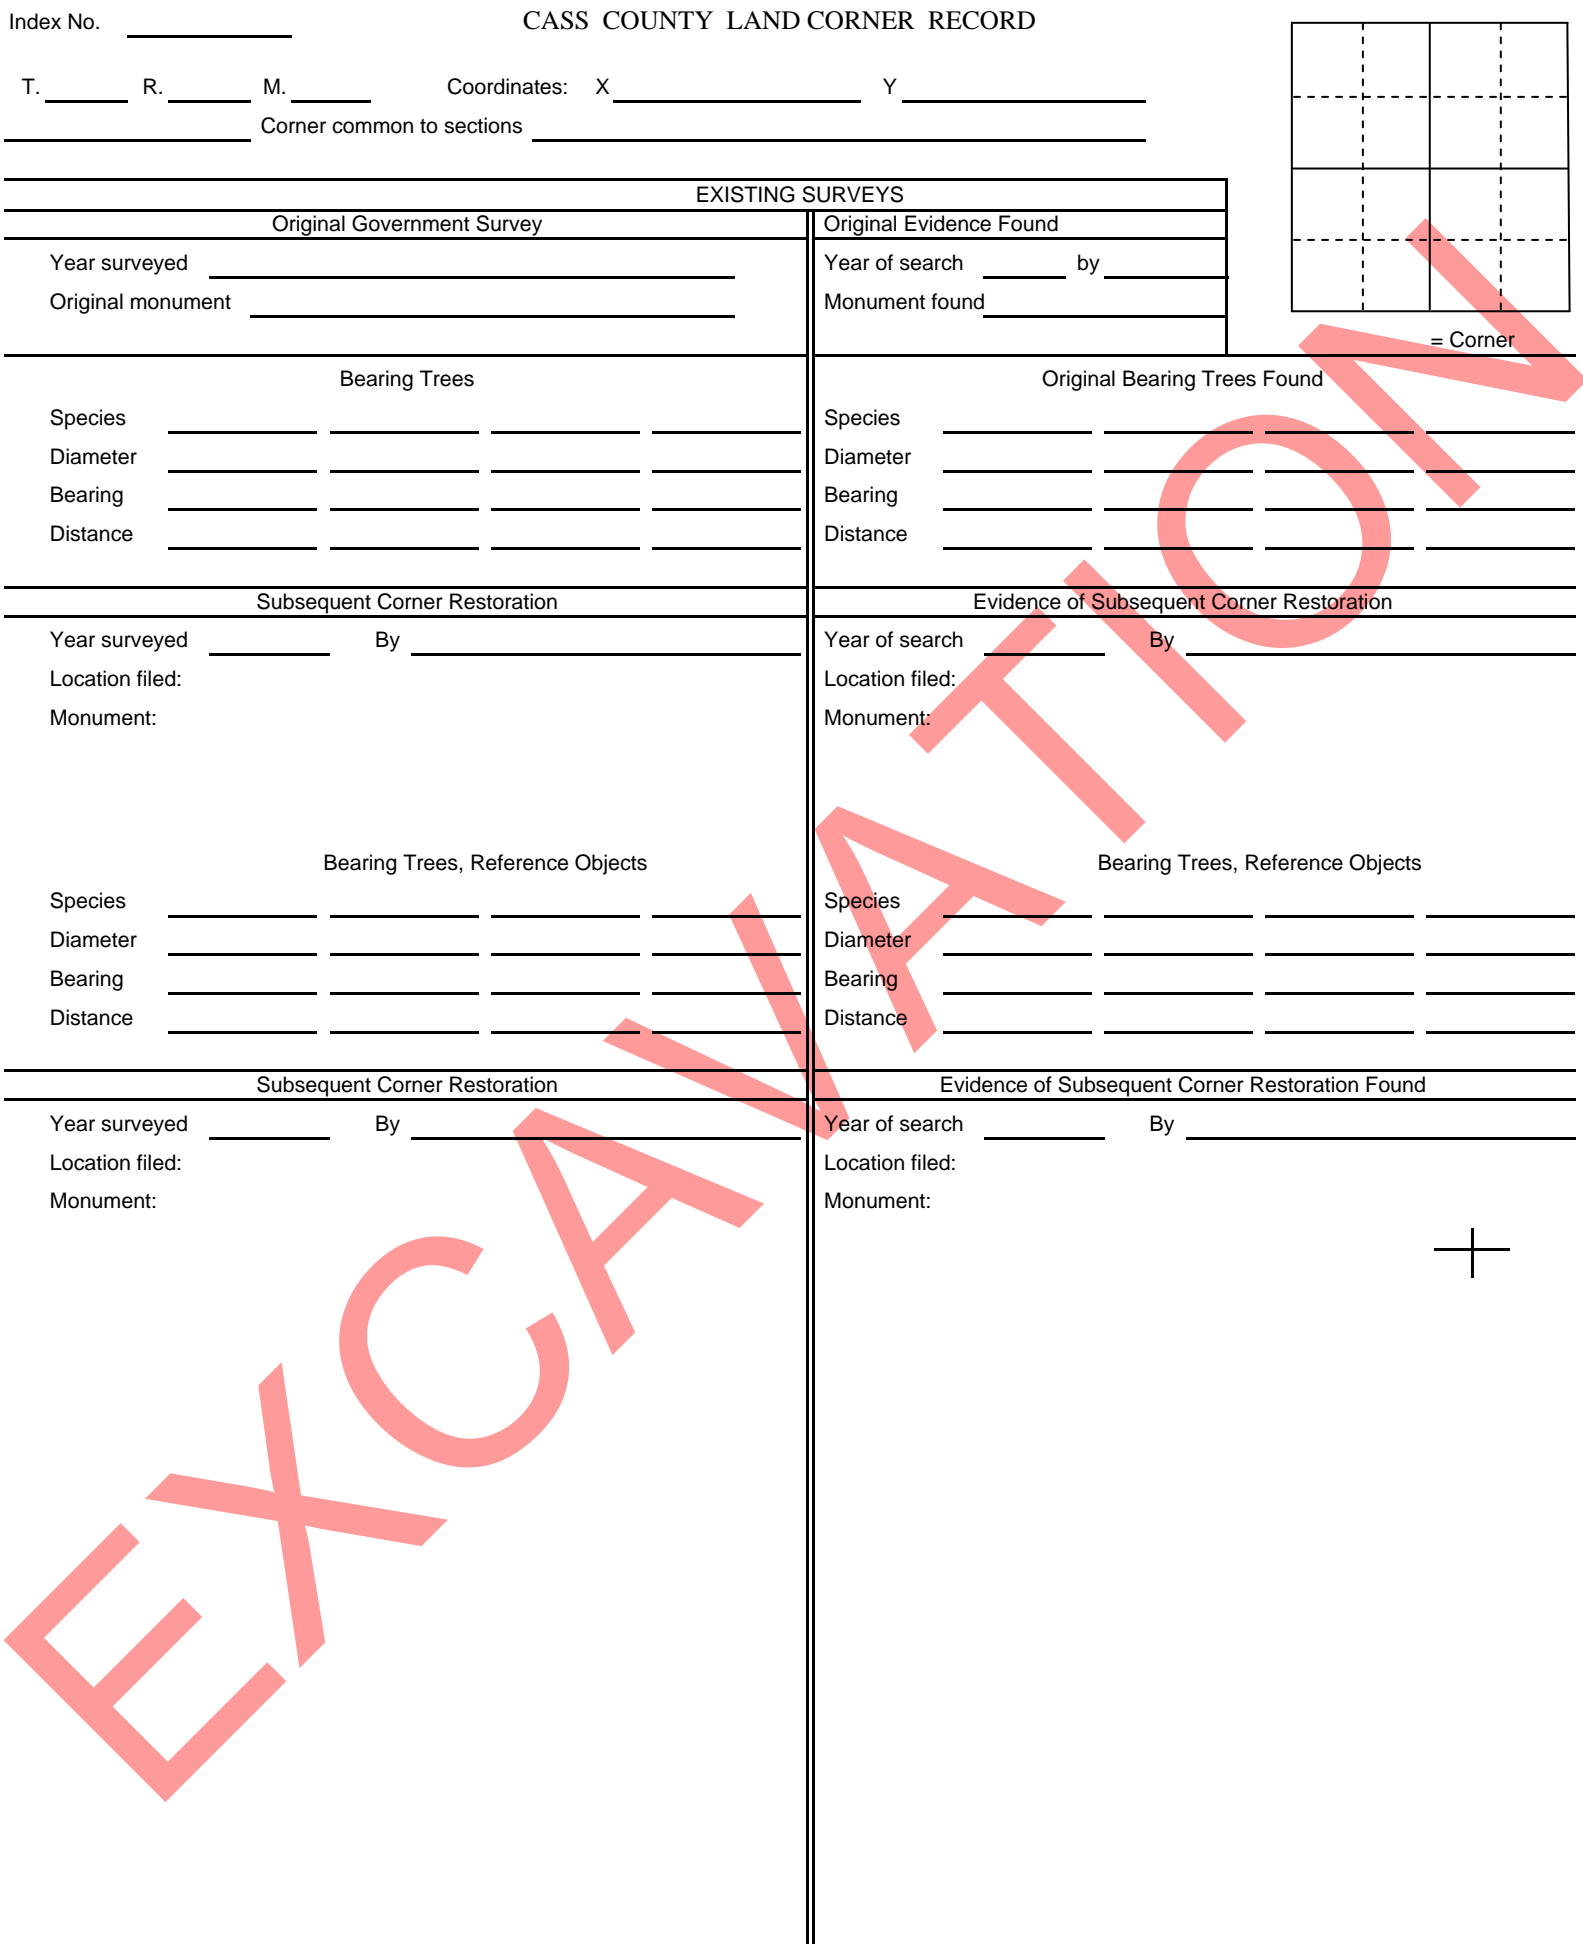 Index No.
CASS COUNTY LAND CORNER RECORD
T. R. M. Coordinates: X Y
Corner common to sections
EXISTING SURVEYS
Original Government Survey
Year surveyed
Original monument
Original Evidence Found
Year of search by
Monument found
= Corner
Bearing Trees
Species
Diameter
Bearing
Distance
Original Bearing Trees Found
Species
Diameter
Bearing
Distance
Subsequent Corner Restoration
Year surveyed By
Location filed:
Monument:
Evidence of Subsequent Corner Restoration
Year of search By
Location filed:
Monument:
Bearing Trees, Reference Objects
Species
Diameter
Bearing
Distance
Bearing Trees, Reference Objects
Species
Diameter
Bearing
Distance
Subsequent Corner Restoration
Year surveyed By
Location filed:
Monument:
Evidence of Subsequent Corner Restoration Found
Year of search By
Location filed:
Monument:
EXCAVATION